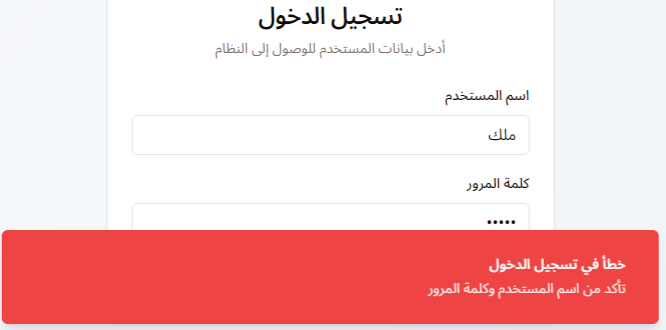 تسجيل الدخول
أدخل بيانات المستخدم للوصول إلى النظام
اسم المستخدم
ملك
كلمة المرور
•••••
خطأ في تسجيل الدخول
تأكد من اسم المستخدم وكلمة المرور